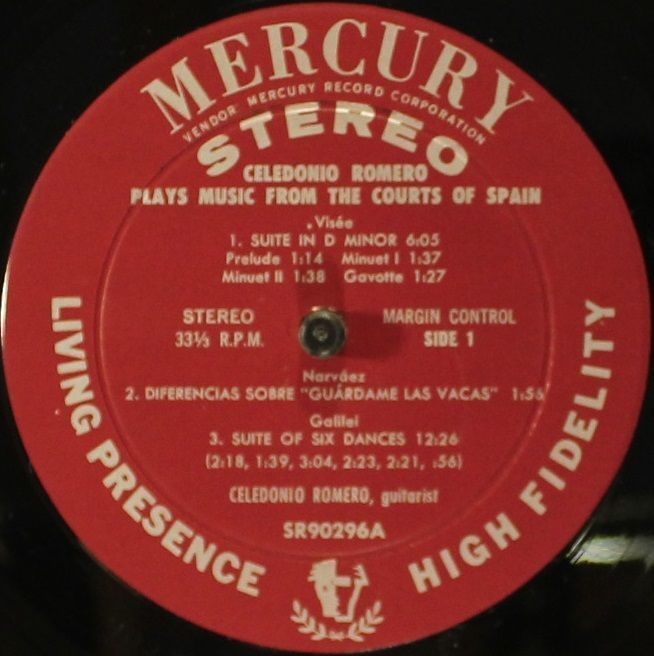 MERCURY
VENDOR MERCURY RECORD CORPORATION
STEREO
CELEDONIO ROMERO
PLAYS MUSIC FROM THE COURTS OF SPAIN
Visée
1. SUITE IN D MINOR 6:05
Prelude 1:14 Minuet I 1:37
Minuet II 1:38 Gavotte 1:27
STEREO
33⅓ R.P.M.
MARGIN CONTROL
SIDE 1
Narváez
2. DIFERENCIAS SOBRE "GUÁRDAME LAS VACAS" 1:56
Galilei
3. SUITE OF SIX DANCES 12:26
(2:18, 1:39, 3:04, 2:23, 2:21, :56)
CELEDONIO ROMERO, guitarist
SR90296A
LIVING PRESENCE
HIGH FIDELITY